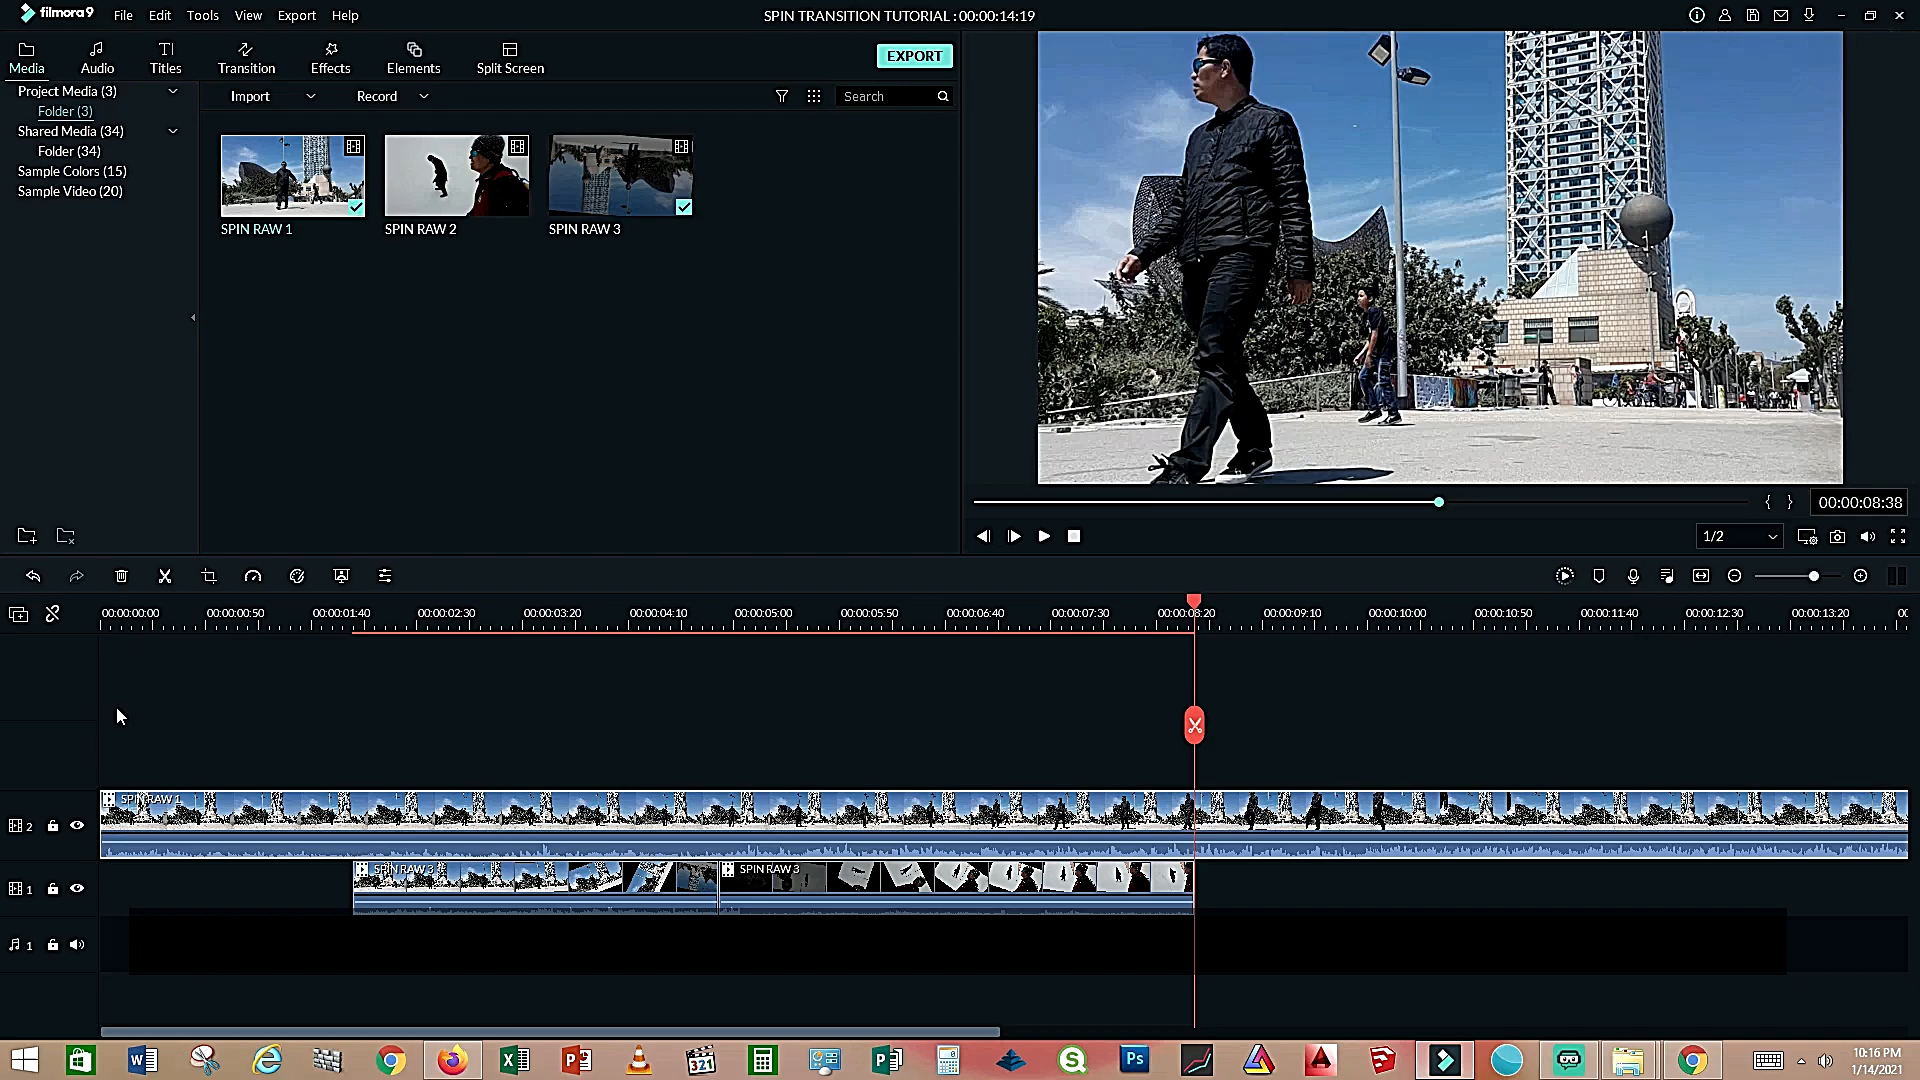 filmora9 File Edit Tools View Export Help SPIN TRANSITION TUTORIAL : 00:00:14:19
Media Audio Titles Transition Effects Elements Split Screen EXPORT
Project Media (3) Import Record Search
Folder (3)
Shared Media (34)
Folder (34)
Sample Colors (15)
Sample Video (20)
SPIN RAW 1 SPIN RAW 2 SPIN RAW 3
{ } 00:00:08:38
1/2
00:00:00:00 00:00:00:50 00:00:01:40 00:00:02:30 00:00:03:20 00:00:04:10 00:00:05:00 00:00:05:50 00:00:06:40 00:00:07:30 00:00:08:20 00:00:09:10 00:00:10:00 00:00:10:50 00:00:11:40 00:00:12:30 00:00:13:20
SPIN RAW 1
2
SPIN RAW 3 SPIN RAW 3
1
1
321 Ps 10:16 PM
1/14/2021